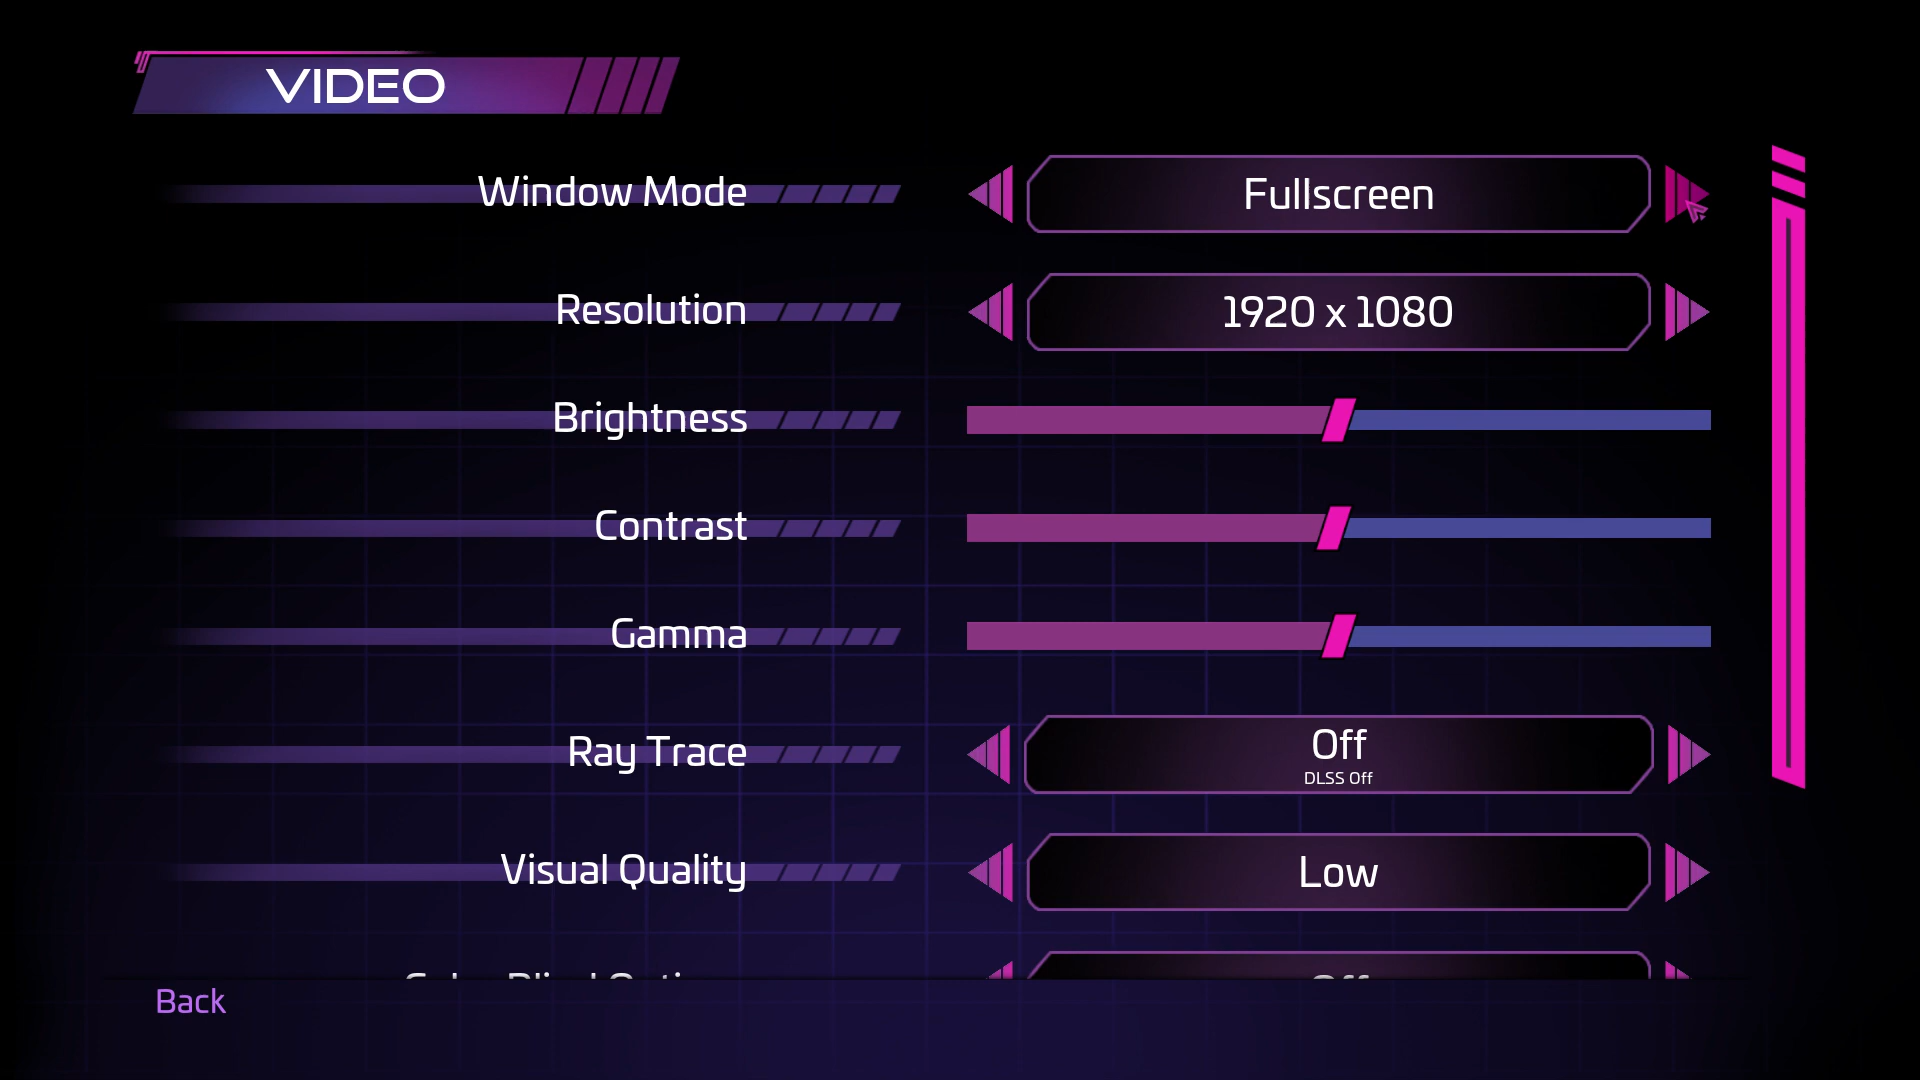 VIDEO
Window Mode
Fullscreen
Resolution
1920 x 1080
Brightness
Contrast
Gamma
Ray Trace
Off
DLSS Off
Visual Quality
Low
Back